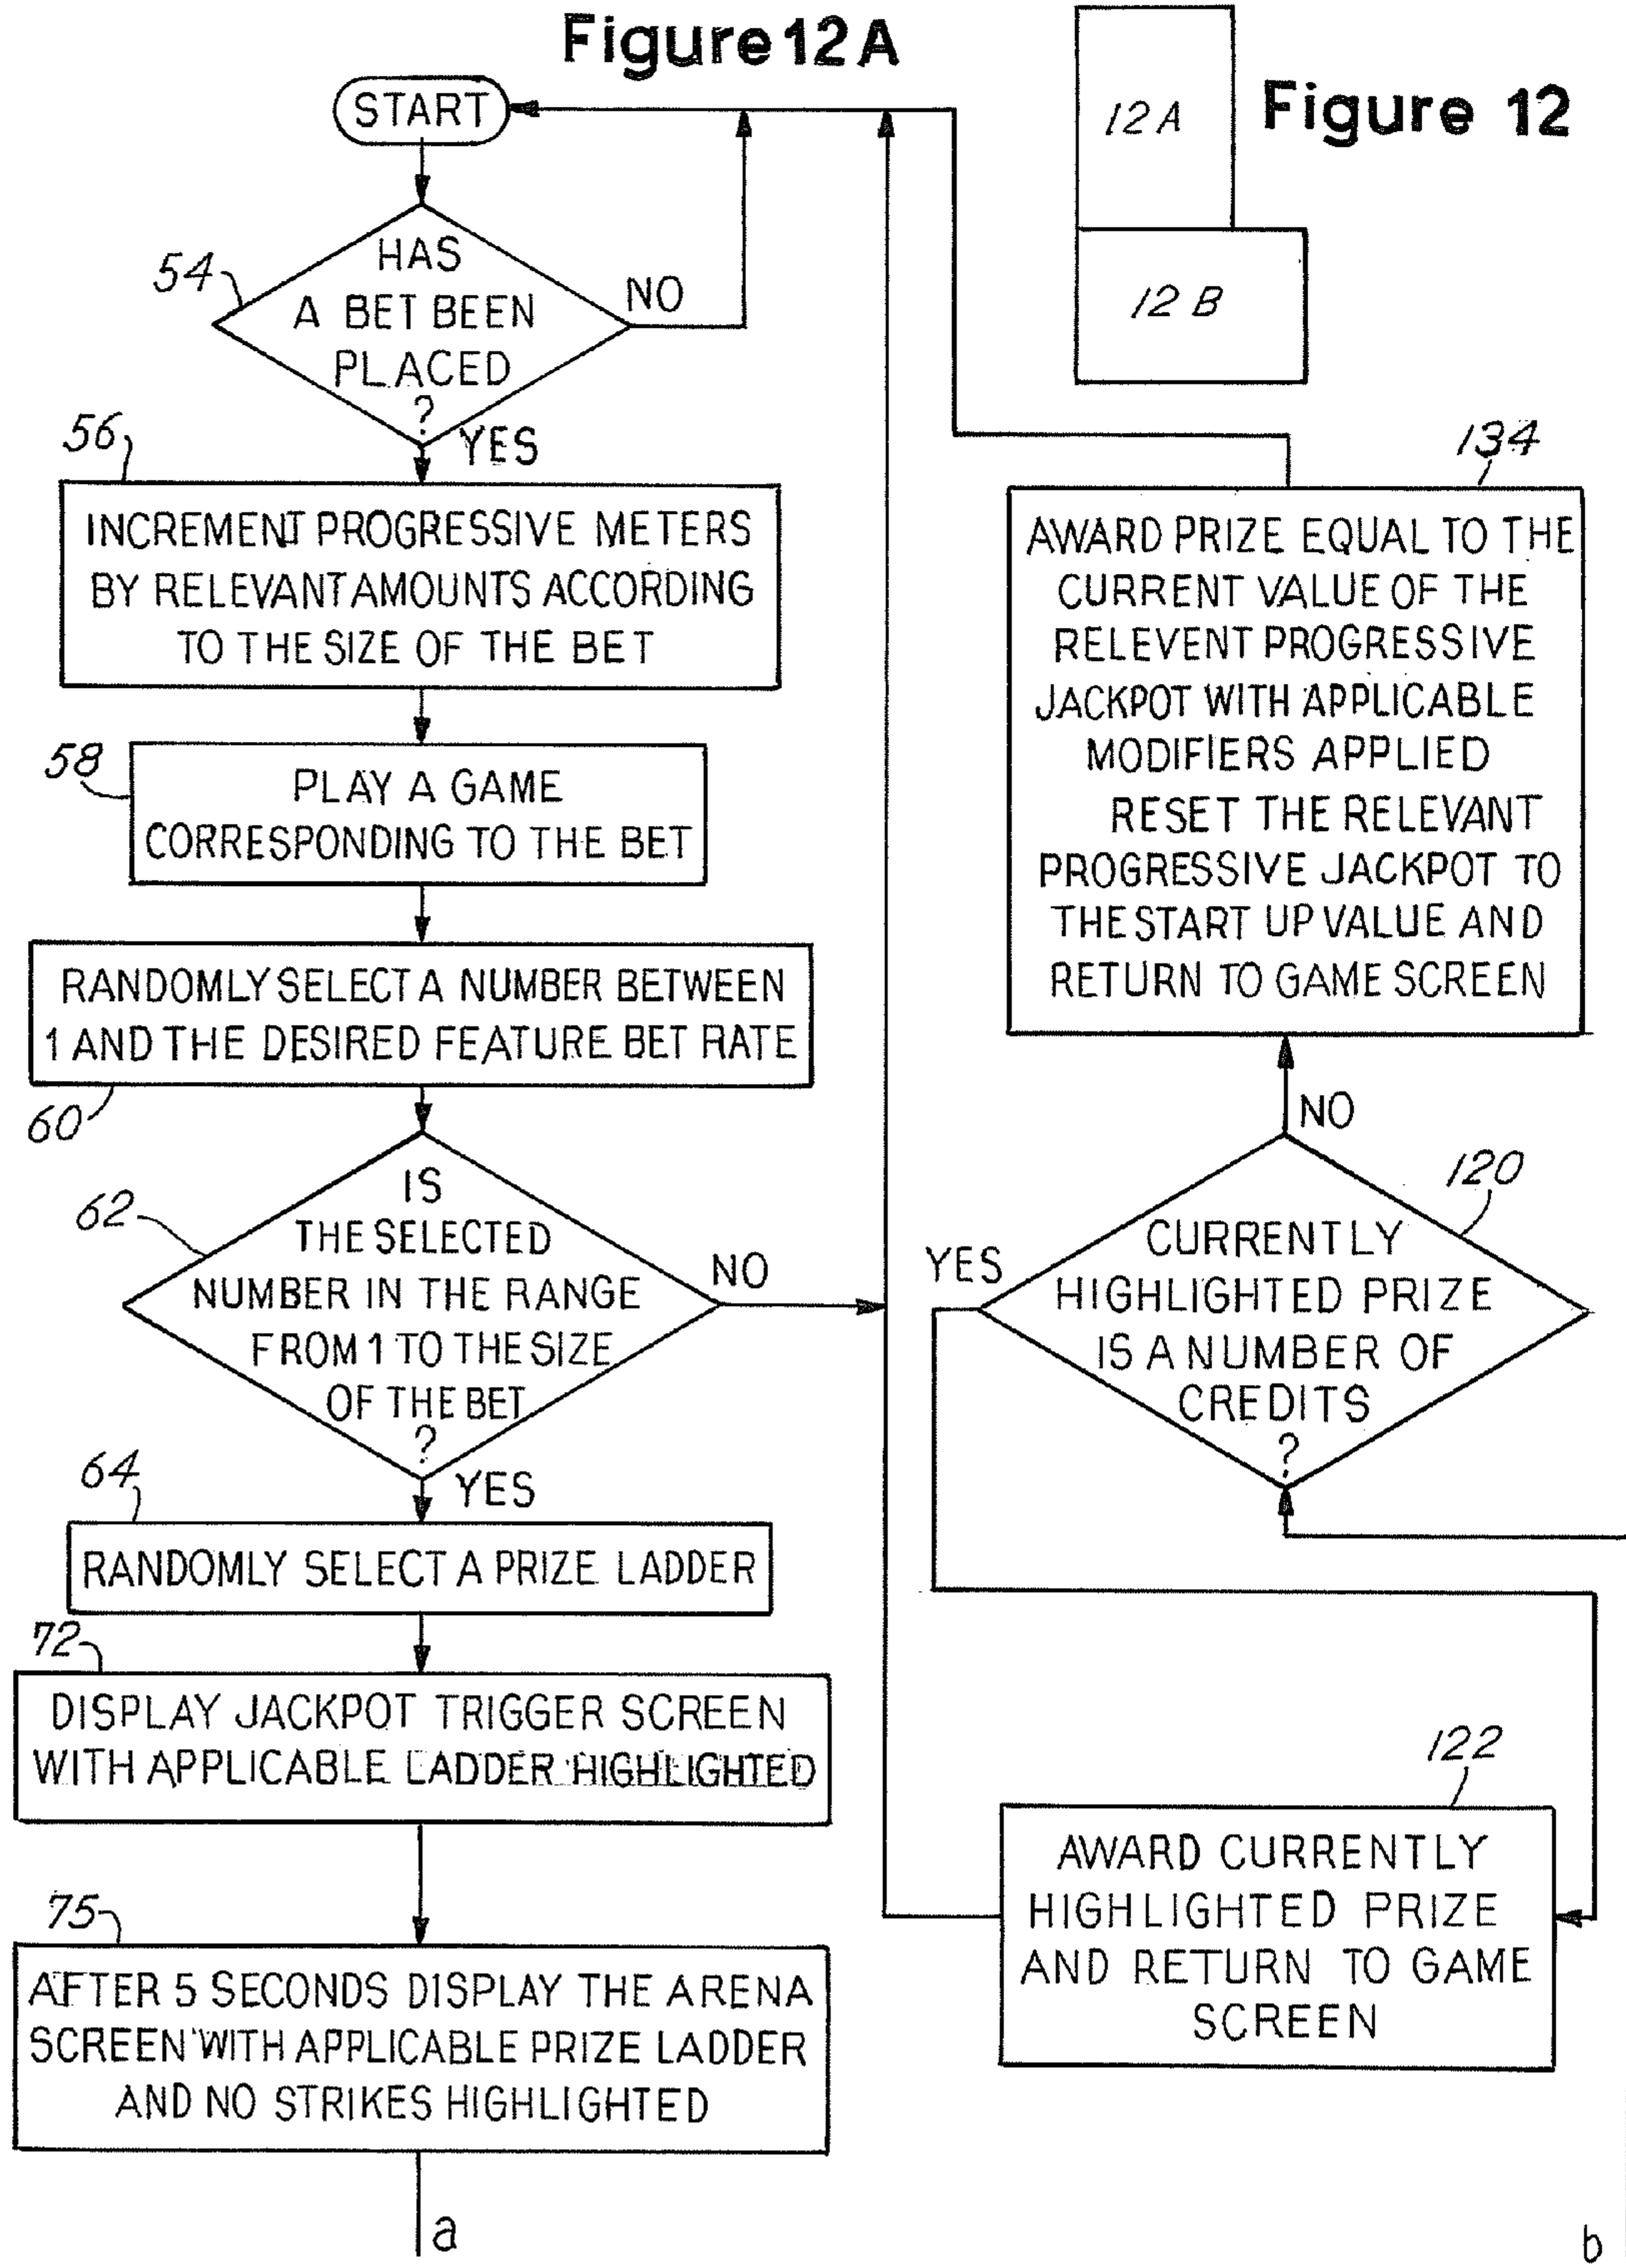 Figure 12A
START
HAS
A BET BEEN
PLACED
?
54
NO
YES
56
INCREMENT PROGRESSIVE METERS
BY RELEVANT AMOUNTS ACCORDING
TO THE SIZE OF THE BET
58
PLAY A GAME
CORRESPONDING TO THE BET
RANDOMLY SELECT A NUMBER BETWEEN
1 AND THE DESIRED FEATURE BET RATE
60
IS
THE SELECTED
NUMBER IN THE RANGE
FROM 1 TO THE SIZE
OF THE BET
?
62
NO
YES
64
RANDOMLY SELECT A PRIZE LADDER
72
DISPLAY JACKPOT TRIGGER SCREEN
WITH APPLICABLE LADDER HIGHLIGHTED
75
AFTER 5 SECONDS DISPLAY THE ARENA
SCREEN WITH APPLICABLE PRIZE LADDER
AND NO STRIKES HIGHLIGHTED
a
Figure 12
12A
12B
134
AWARD PRIZE EQUAL TO THE
CURRENT VALUE OF THE
RELEVENT PROGRESSIVE
JACKPOT WITH APPLICABLE
MODIFIERS APPLIED
RESET THE RELEVANT
PROGRESSIVE JACKPOT TO
THE START UP VALUE AND
RETURN TO GAME SCREEN
NO
120
YES
CURRENTLY
HIGHLIGHTED PRIZE
IS A NUMBER OF
CREDITS
?
122
AWARD CURRENTLY
HIGHLIGHTED PRIZE
AND RETURN TO GAME
SCREEN
b